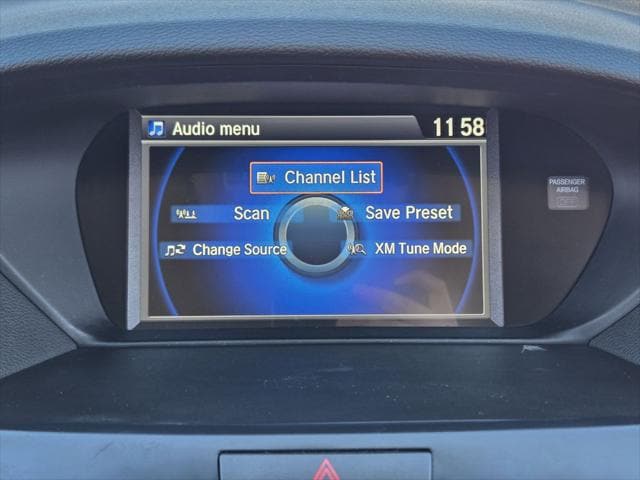 Audio menu 11 58
Channel List
Scan
Save Preset
Change Source
XM Tune Mode
PASSENGER
AIRBAG